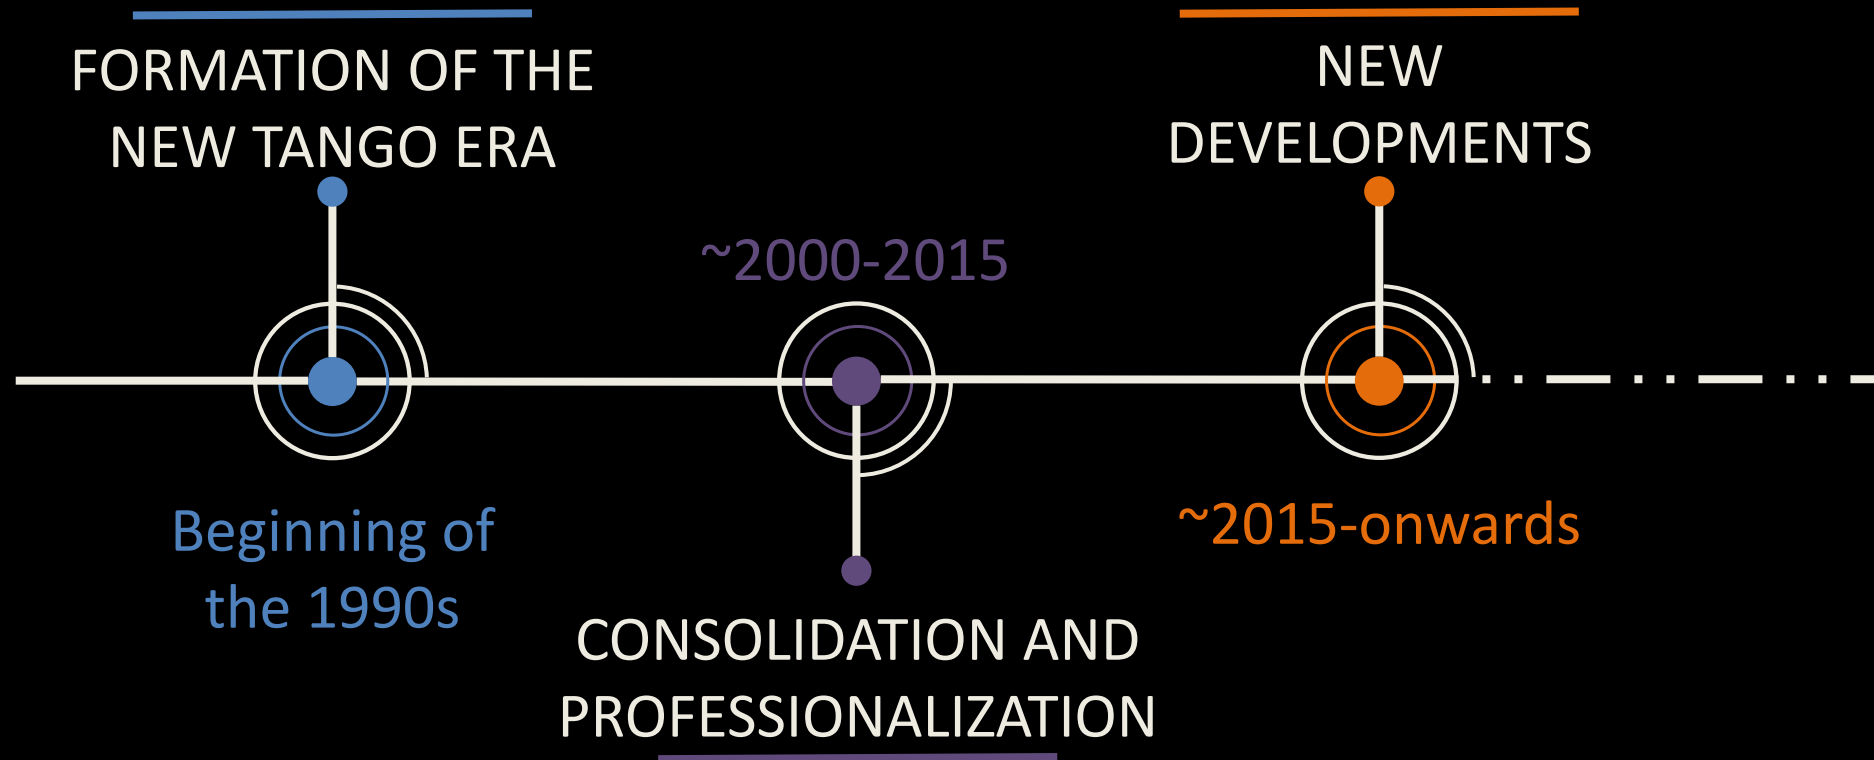 FORMATION OF THE
NEW TANGO ERA
Beginning of
the 1990s
~2000-2015
CONSOLIDATION AND
PROFESSIONALIZATION
NEW
DEVELOPMENTS
~2015-onwards